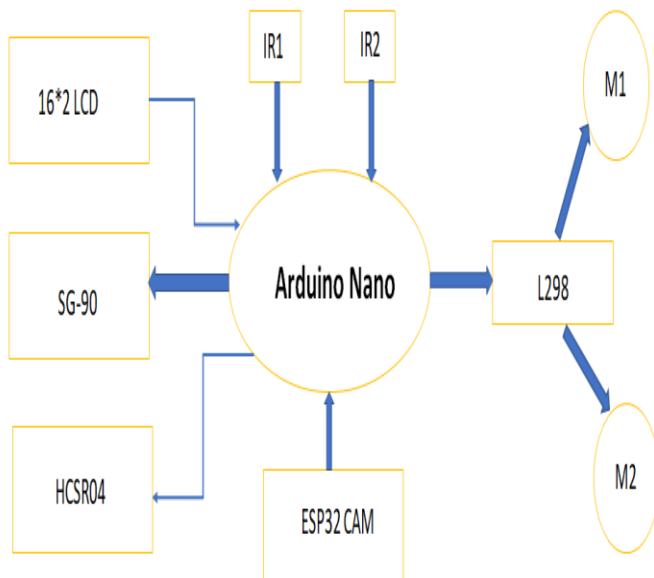 IR1
IR2
M1
16*2 LCD
SG-90
Arduino Nano
L298
HCSR04
ESP32 CAM
M2